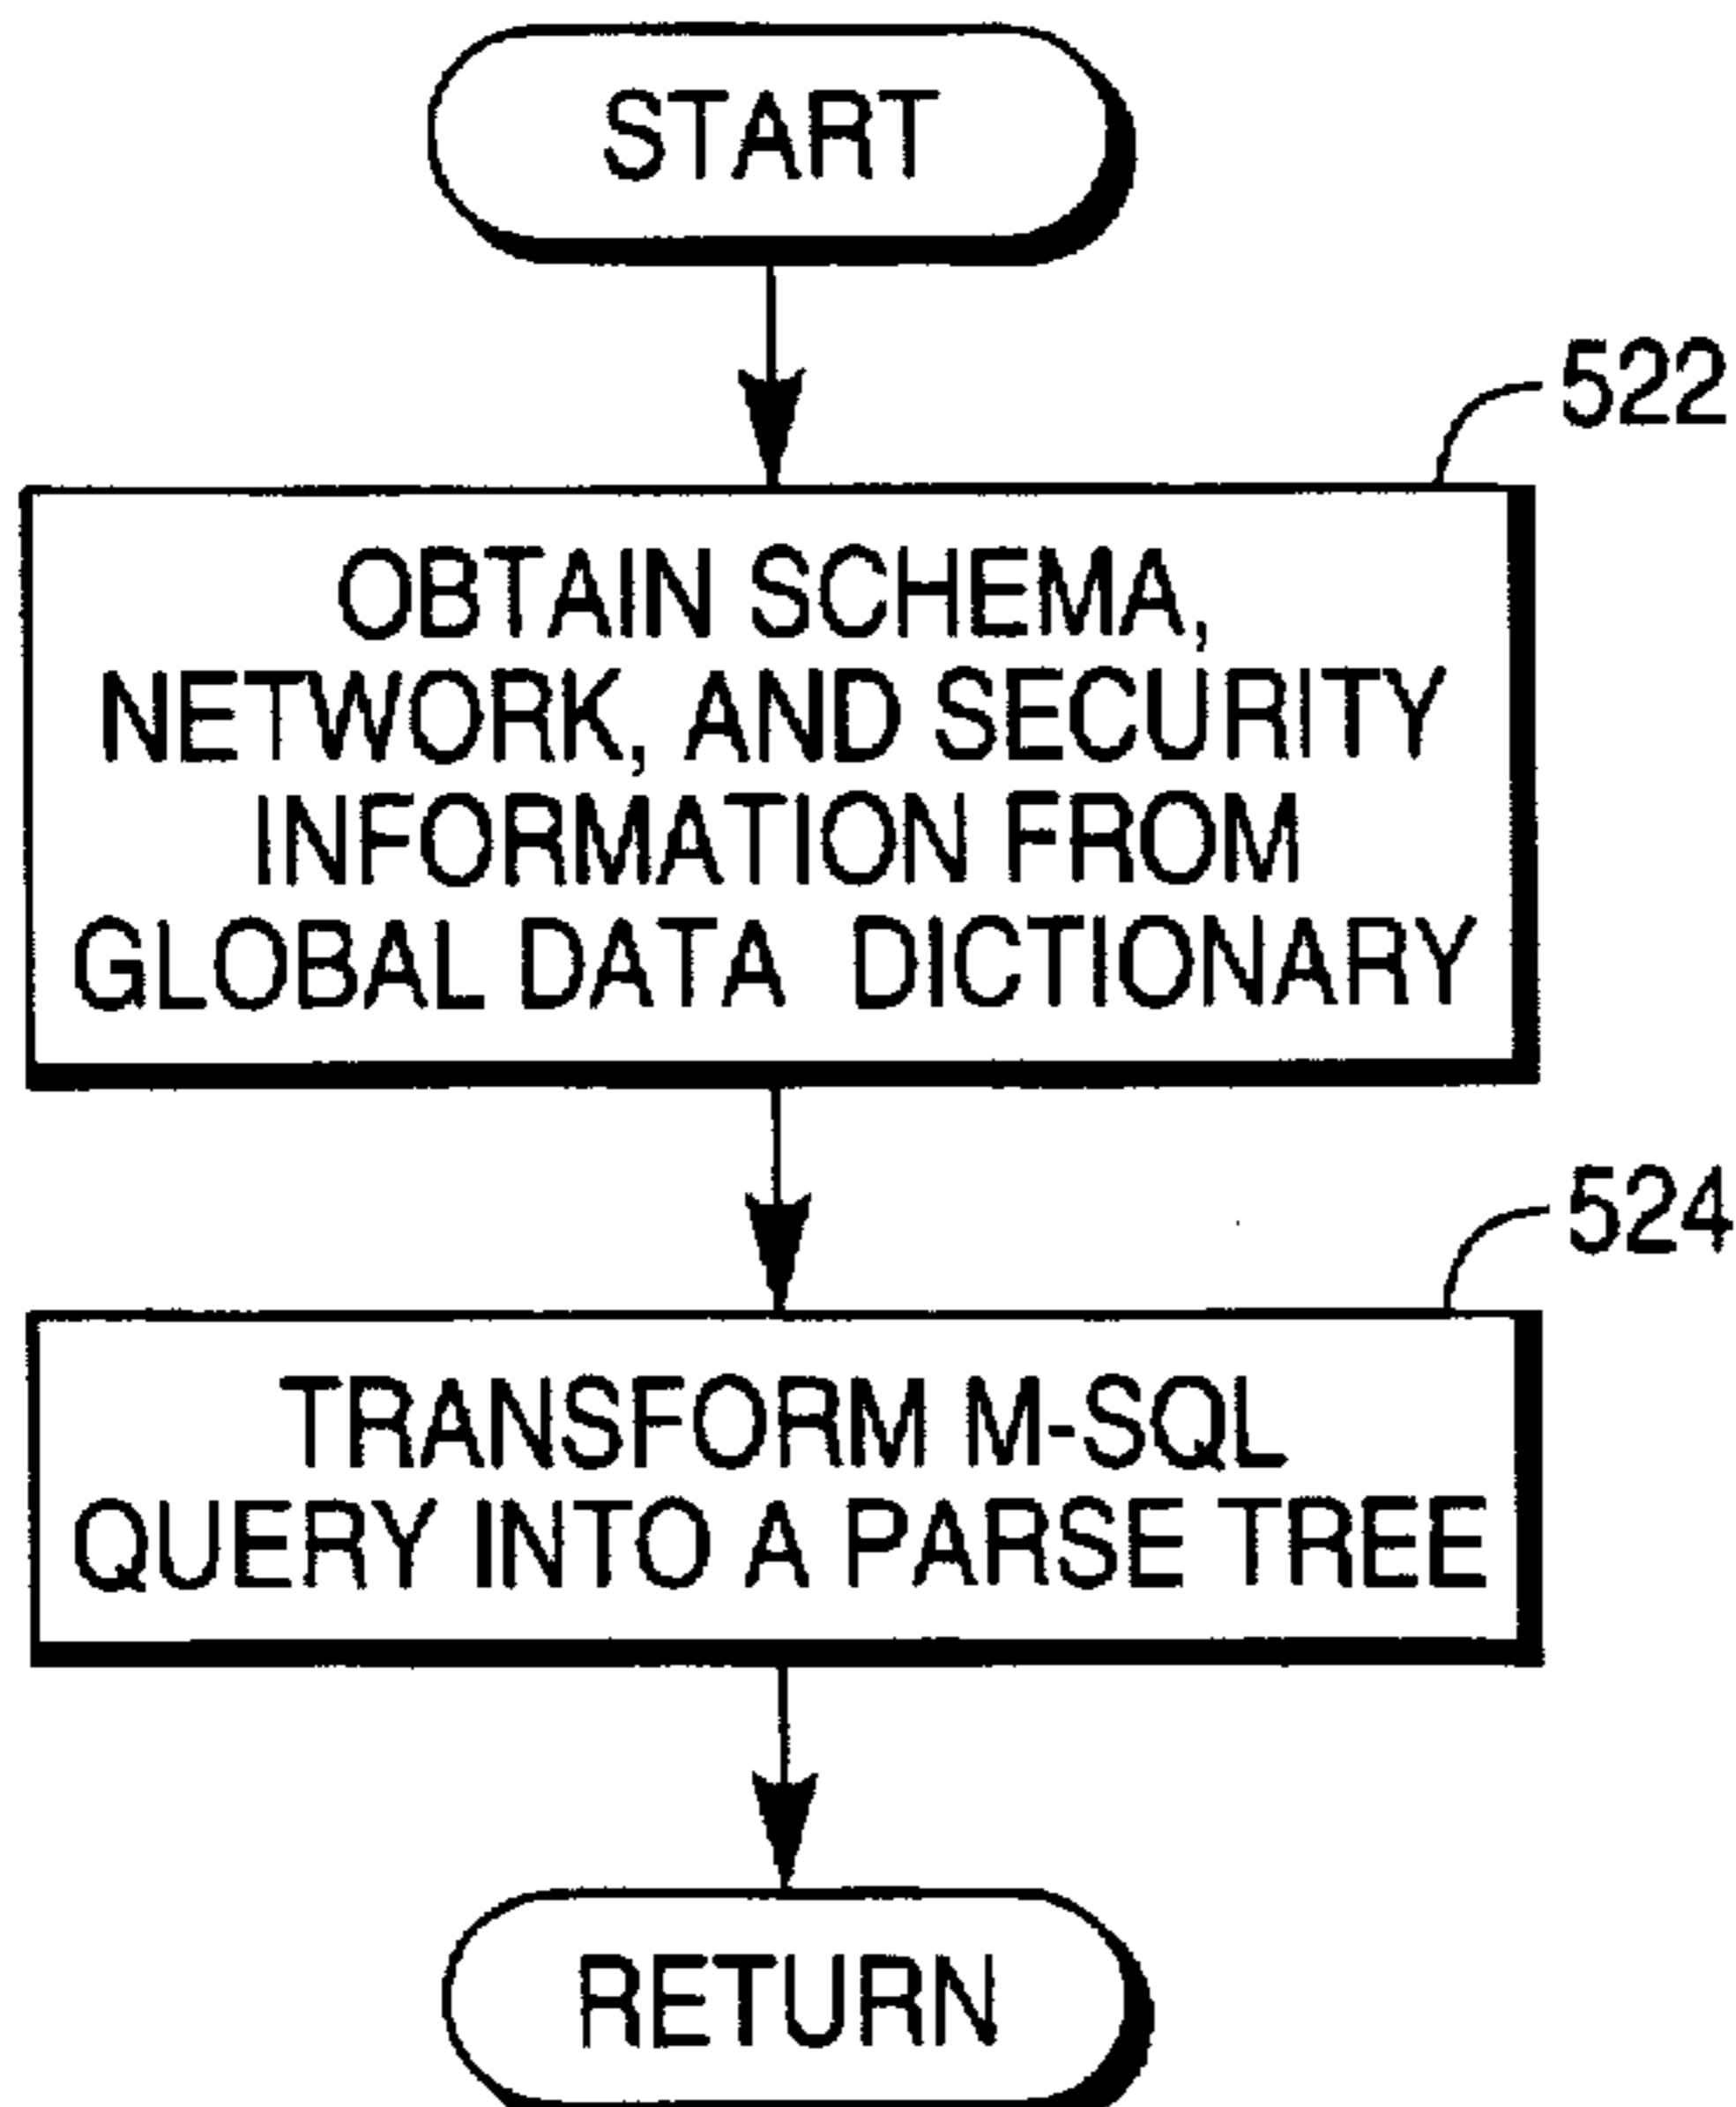 START
522
OBTAIN SCHEMA,
NETWORK, AND SECURITY
INFORMATION FROM
GLOBAL DATA DICTIONARY
524
TRANSFORM M-SQL
QUERY INTO A PARSE TREE
RETURN